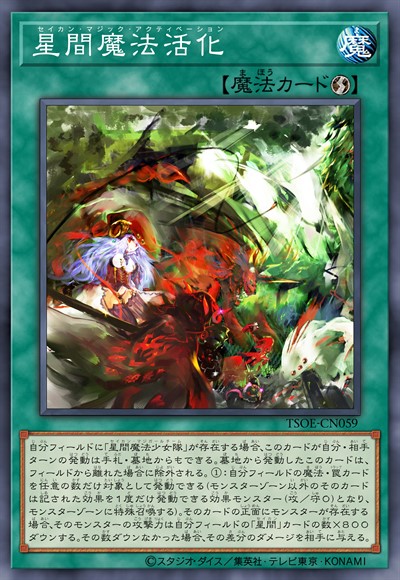 セイカン・マジック・アクティベーション
星間魔法活化
魔
【魔法カード】
まほう
TSOE-CN059
自分フィールドに「星間魔法少女隊」が存在する場合、このカードが自分・相手
ターンの発動は手札・墓地からもできる。墓地から発動したこのカードは、
フィールドから離れた場合に除外される。①:自分フィールドの魔法・罠カード
を任意の数だけ対象として発動できる(モンスターゾーン以外のそのカード
は記された効果を1度だけ発動できる効果モンスター(攻/守0)となり、
モンスターゾーンに特殊召喚する)。そのカードの正面にモンスターが存在する
場合、そのモンスターの攻撃力は自分フィールドの「星間」カードの数×800
ダウンする。その数ダウンなかった場合、その差分のダメージを相手に与える。
©スタジオ・ダイス/集英社・テレビ東京・KONAMI